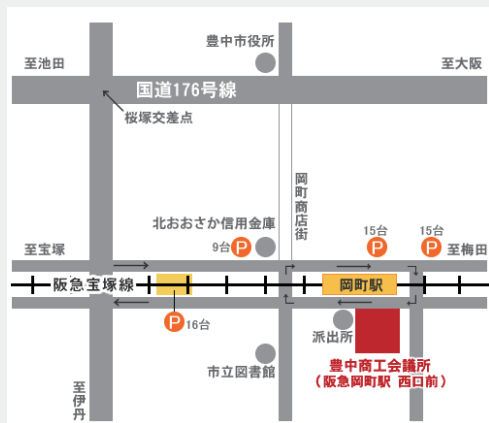 豊中市役所
至池田
至大阪
国道176号線
桜塚交差点
岡町商店街
北おおさか信用金庫
9台
P
15台
P
15台
P
至宝塚
至梅田
阪急宝塚線
岡町駅
P
16台
派出所
市立図書館
豊中商工会議所
(阪急岡町駅 西口前)
至伊丹